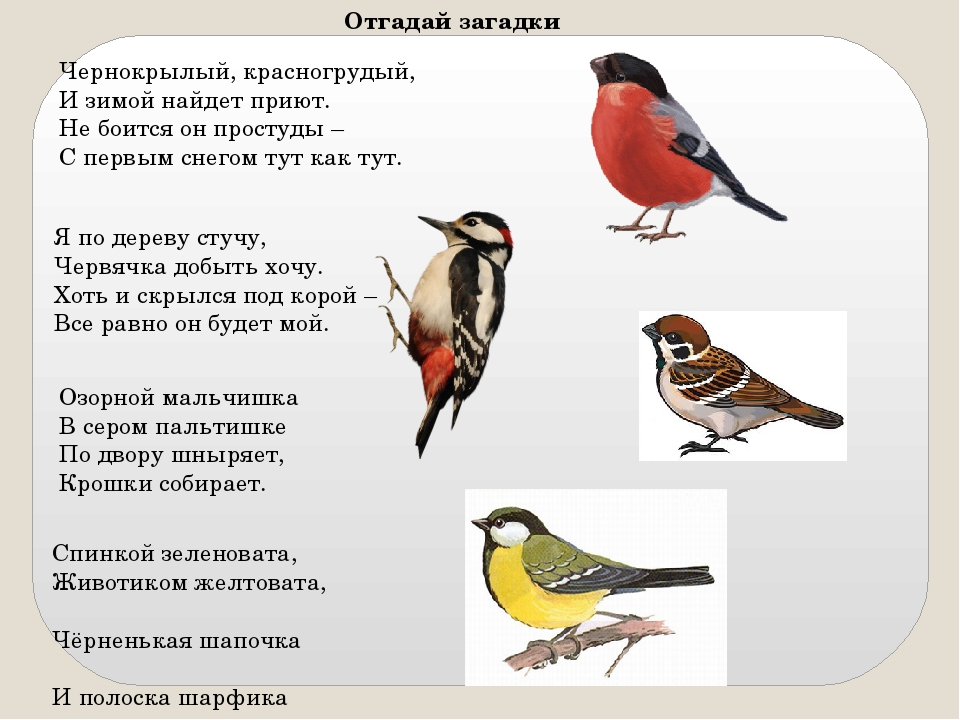 Отгадай загадки
Чернокрылый, красногрудый,
И зимой найдет приют.
Не боится он простуды –
С первым снегом тут как тут.
Я по дереву стучу,
Червячка добыть хочу.
Хоть и скрылся под корой –
Все равно он будет мой.
Озорной мальчишка
В сером пальтишке
По двору шныряет,
Крошки собирает.
Спинкой зеленовата,
Животиком желтовата,
Чёрненькая шапочка
И полоска шарфика